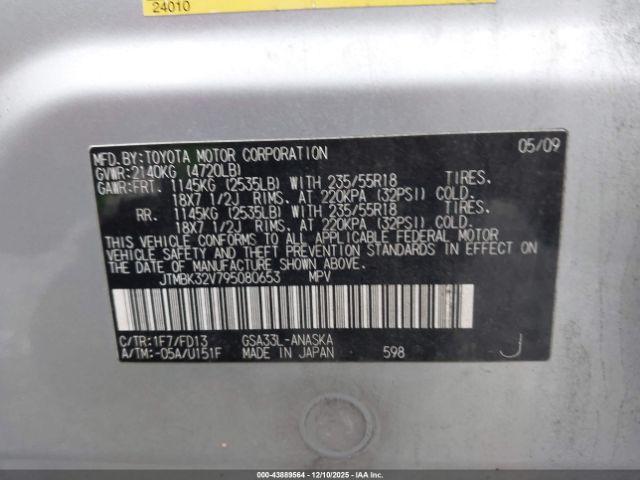 24010
MFD.BY:TOYOTA MOTOR CORPORATION 05/09
GVWR:2140KG (4720LB)
GAWR:FRT. 1145KG (2535LB) WITH 235/55R18 TIRES.
18X7 1/2J RIMS. AT 220KPA (32PSI) COLD.
RR. 1145KG (2535LB) WITH 235/55R18 TIRES.
18X7 1/2J RIMS. AT 220KPA (32PSI) COLD.
THIS VEHICLE CONFORMS TO ALL APPLICABLE FEDERAL MOTOR
VEHICLE SAFETY AND THEFT PREVENTION STANDARDS IN EFFECT ON
THE DATE OF MANUFACTURE SHOWN ABOVE.
JTMBK32V795080653 MPV
C/TR:1F7/FD13 GSA33L-ANASKA
A/TM:-05A/U151F MADE IN JAPAN 598 J
000-43889564 | 12/10/2025 - IAAI.COM